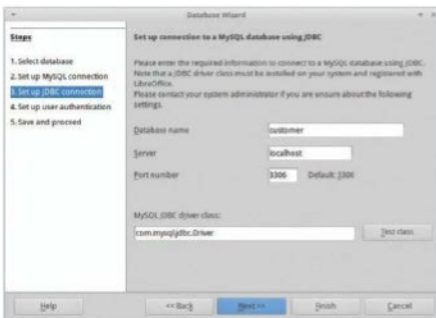 Database Wizard
Steps
1. Select database
2. Set up MySQL connection
3. Set up JDBC connection
4. Set up user authentication
5. Save and proceed
Set up connection to a MySQL database using JDBC
Please enter the required information to connect to a MySQL database using JDBC.
Note that a JDBC driver class must be installed on your system and registered with
LibreOffice.
Please contact your system administrator if you are unsure about the following
settings.
Database name
customer
Server
localhost
Port number
3306
Default: 3306
MySQL JDBC driver class:
com.mysql.jdbc.Driver
Test class
Help
<< Back
Next >>
Finish
Cancel